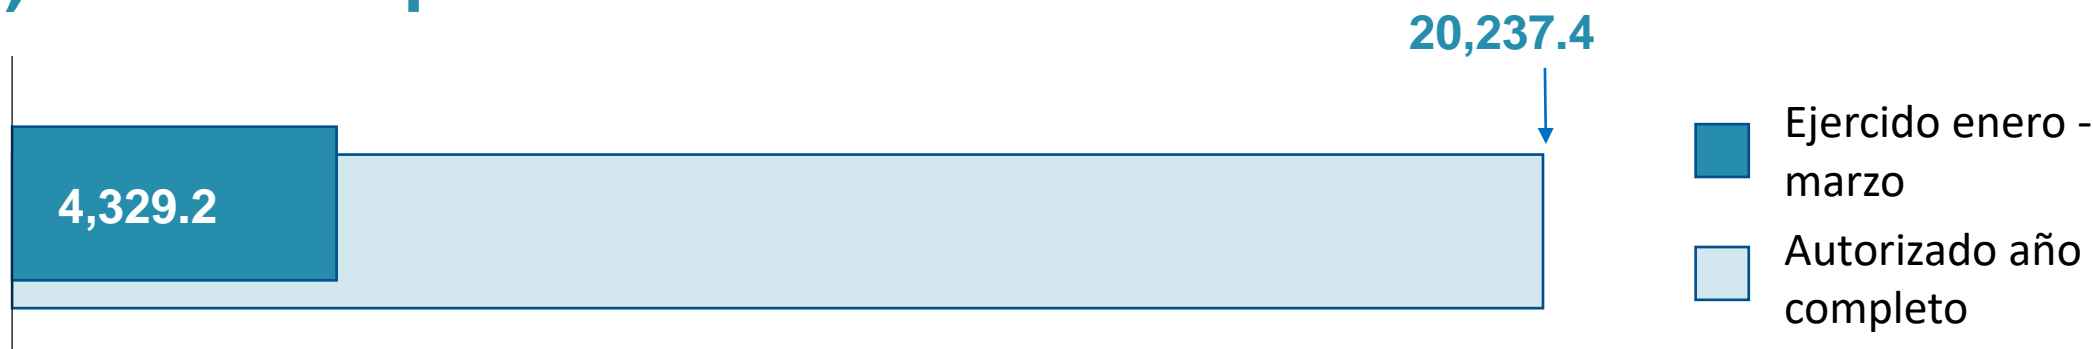 20,237.4
4,329.2
Ejercido enero -
marzo
Autorizado año
completo